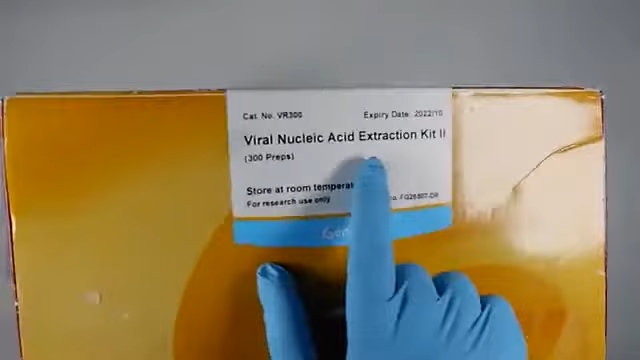 Cat. No. VR300
Expiry Date: 2022/10
Viral Nucleic Acid Extraction Kit II
(300 Preps)
Store at room
For research use only